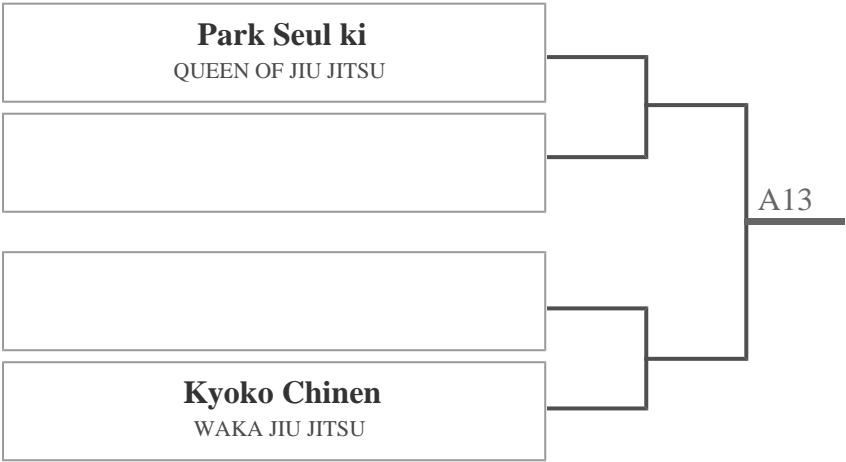 Park Seul ki
QUEEN OF JIU JITSU
A13
Kyoko Chinen
WAKA JIU JITSU